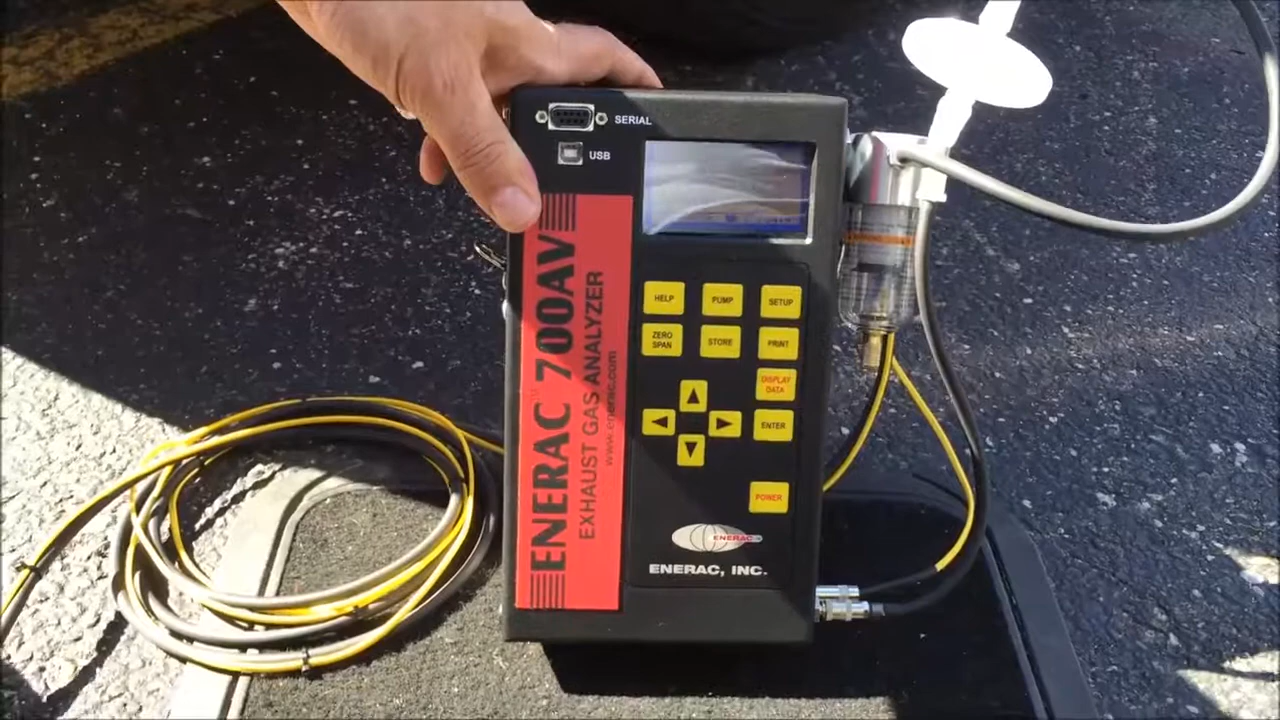 SERIAL
USB
ENERAC 700AV
EXHAUST GAS ANALYZER
www.enerac.com
HELP
PUMP
SETUP
ZERO
SPAN
STORE
PRINT
DISPLAY
DATA
ENTER
POWER
ENERAC
ENERAC, INC.